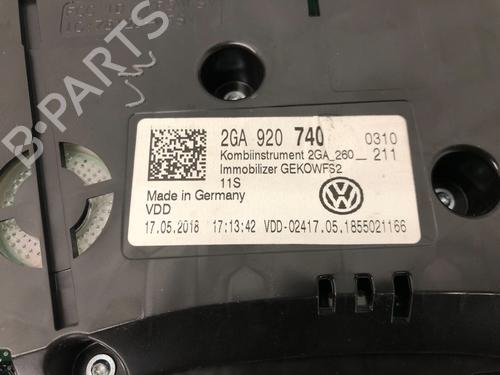 B PARTS
2GA 920 740 0310
Kombiinstrument 2GA_260__ 211
Immobilizer GEKOWFS2
11S
Made in Germany
VDD
17.05.2018 17:13:42 VDD-02417.05.1855021166